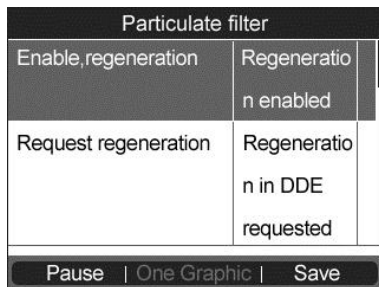 Particulate filter
Enable,regeneration Regeneratio
n enabled
Request regeneration Regeneratio
n in DDE
requested
Pause | One Graphic | Save